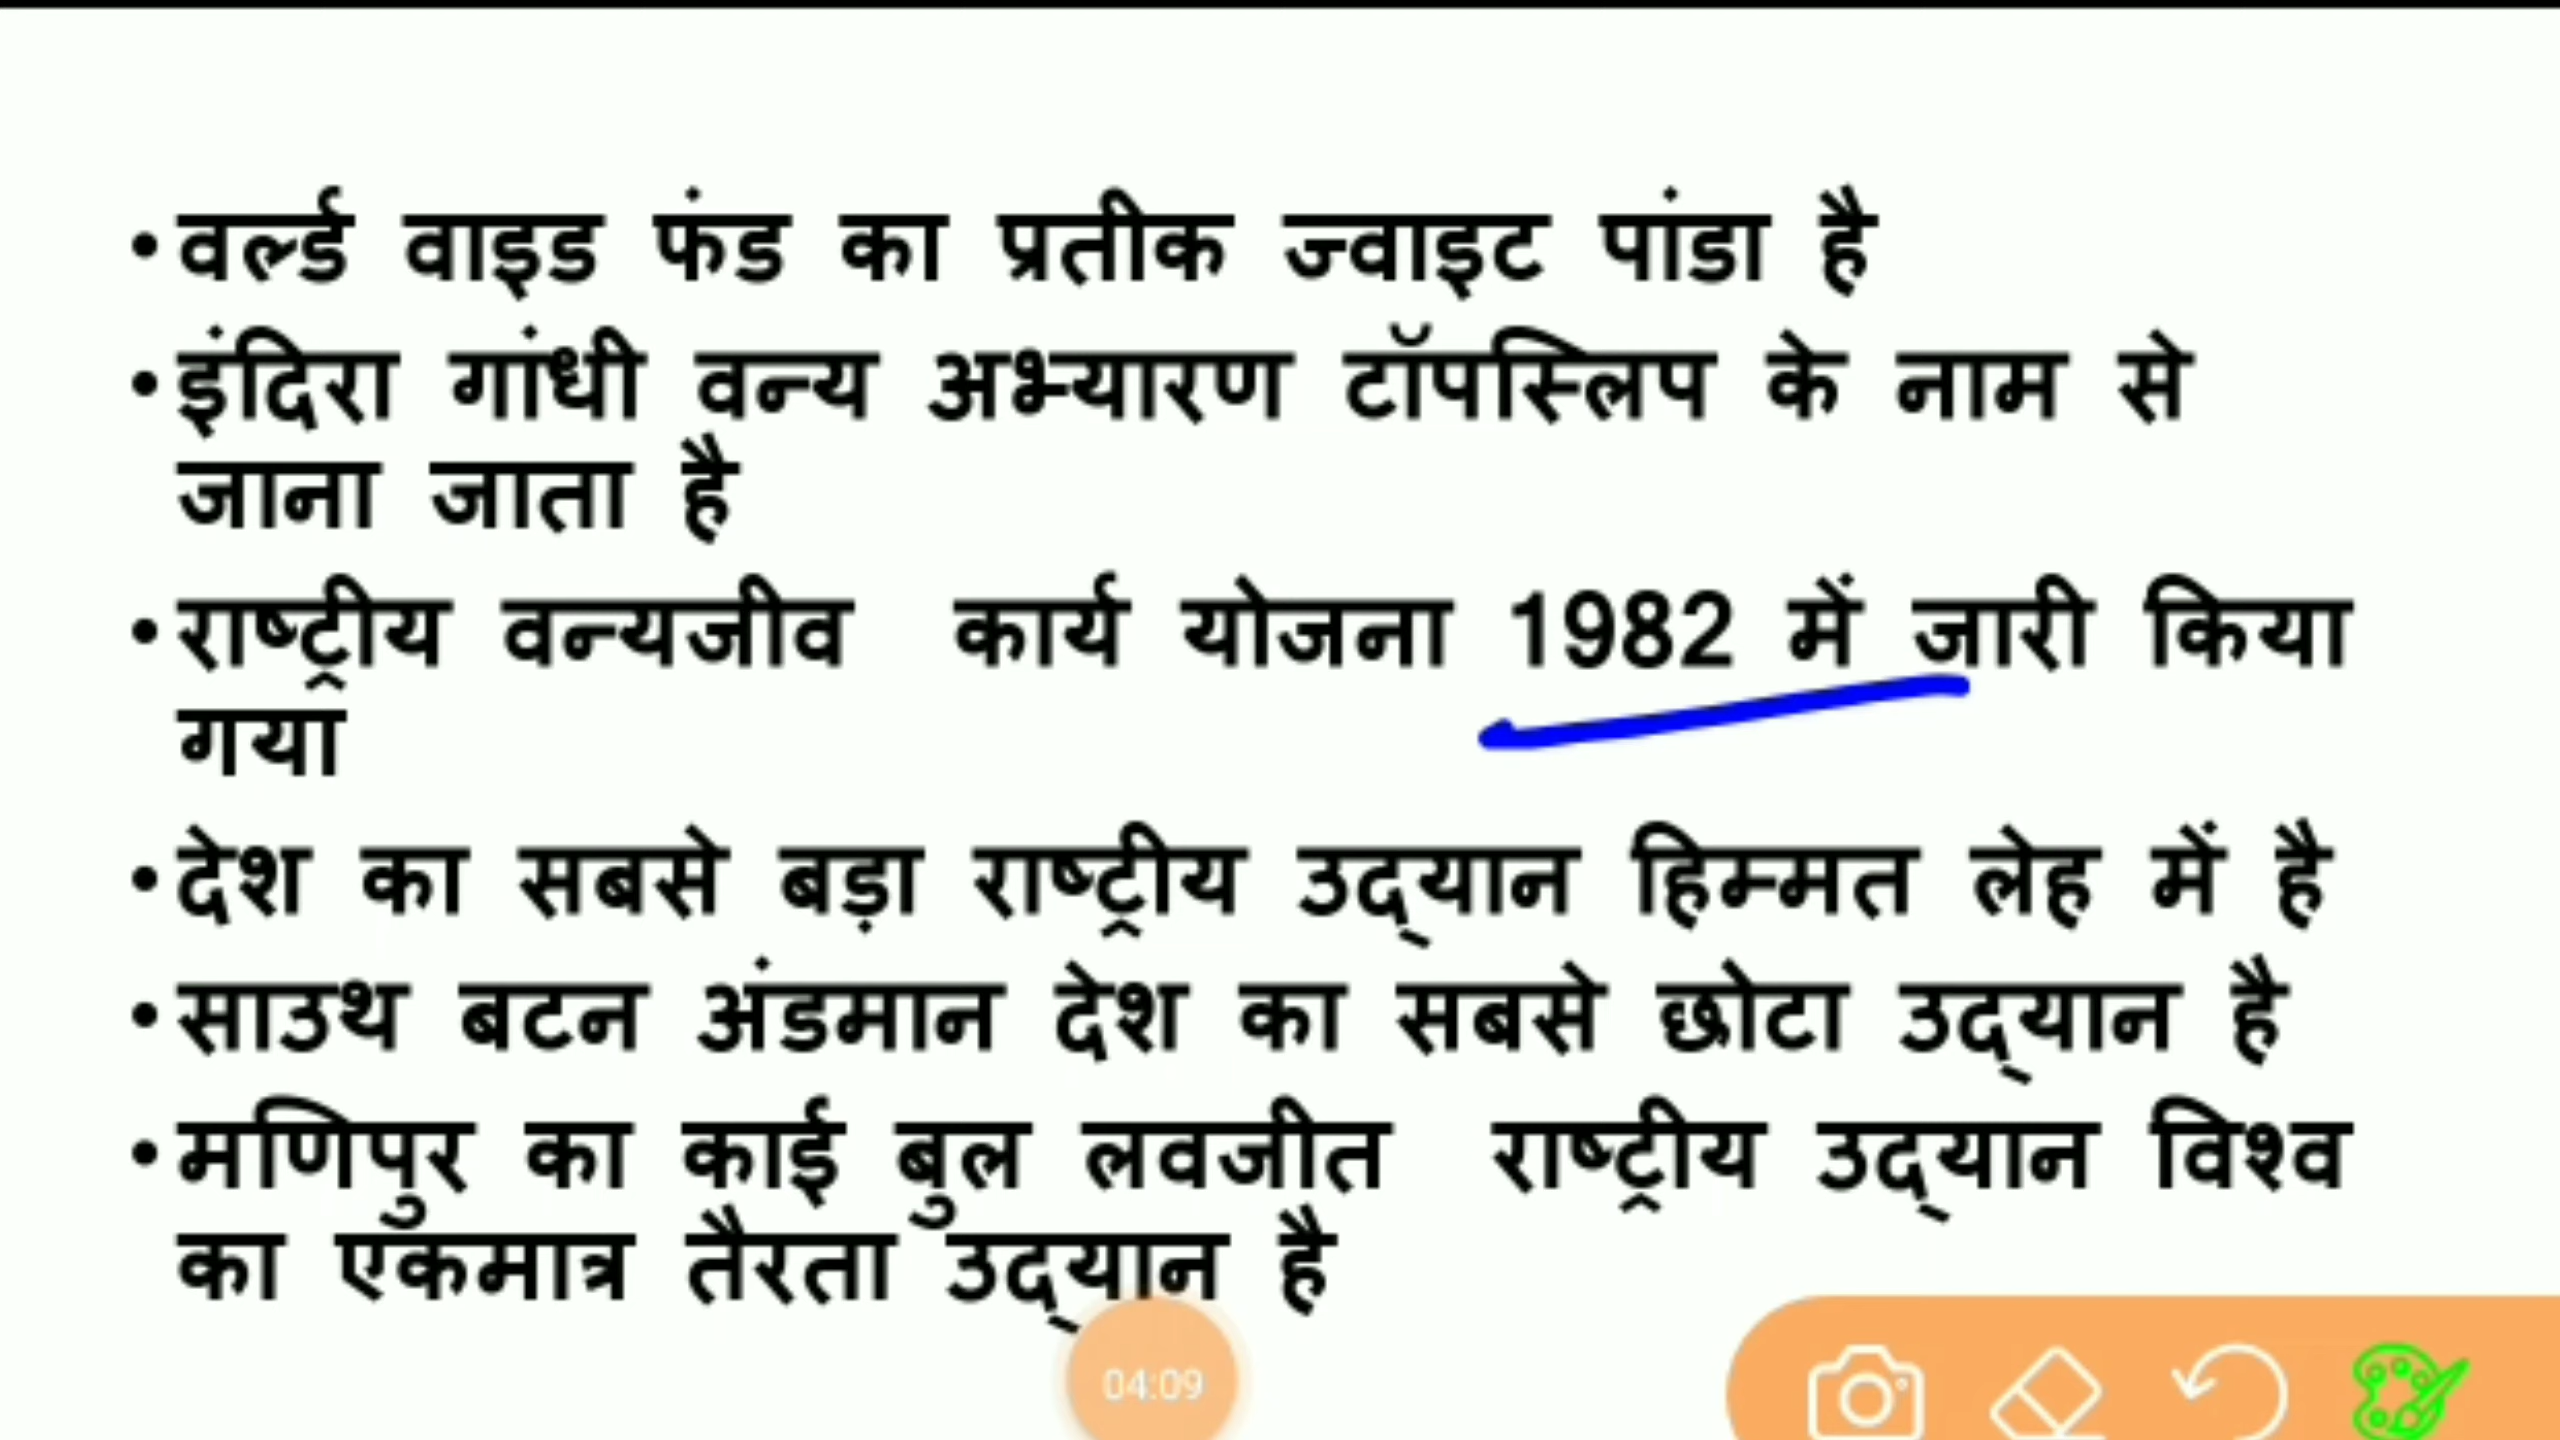 •वर्ल्ड वाइड फंड का प्रतीक ज्वाइट पांडा है
•इंदिरा गांधी वन्य अभ्यारण टॉपस्लिप के नाम से
जाना जाता है
•राष्ट्रीय वन्यजीव कार्य योजना 1982 में जारी किया
गया
•देश का सबसे बड़ा राष्ट्रीय उद्‌यान हिम्मत लेह में है
•साउथ बटन अंडमान देश का सबसे छोटा उद्‌यान है
•मणिपुर का काई बुल लवजीत राष्ट्रीय उद्‌यान विश्व
का एकमात्र तैरता उद्‌यान है
04:09